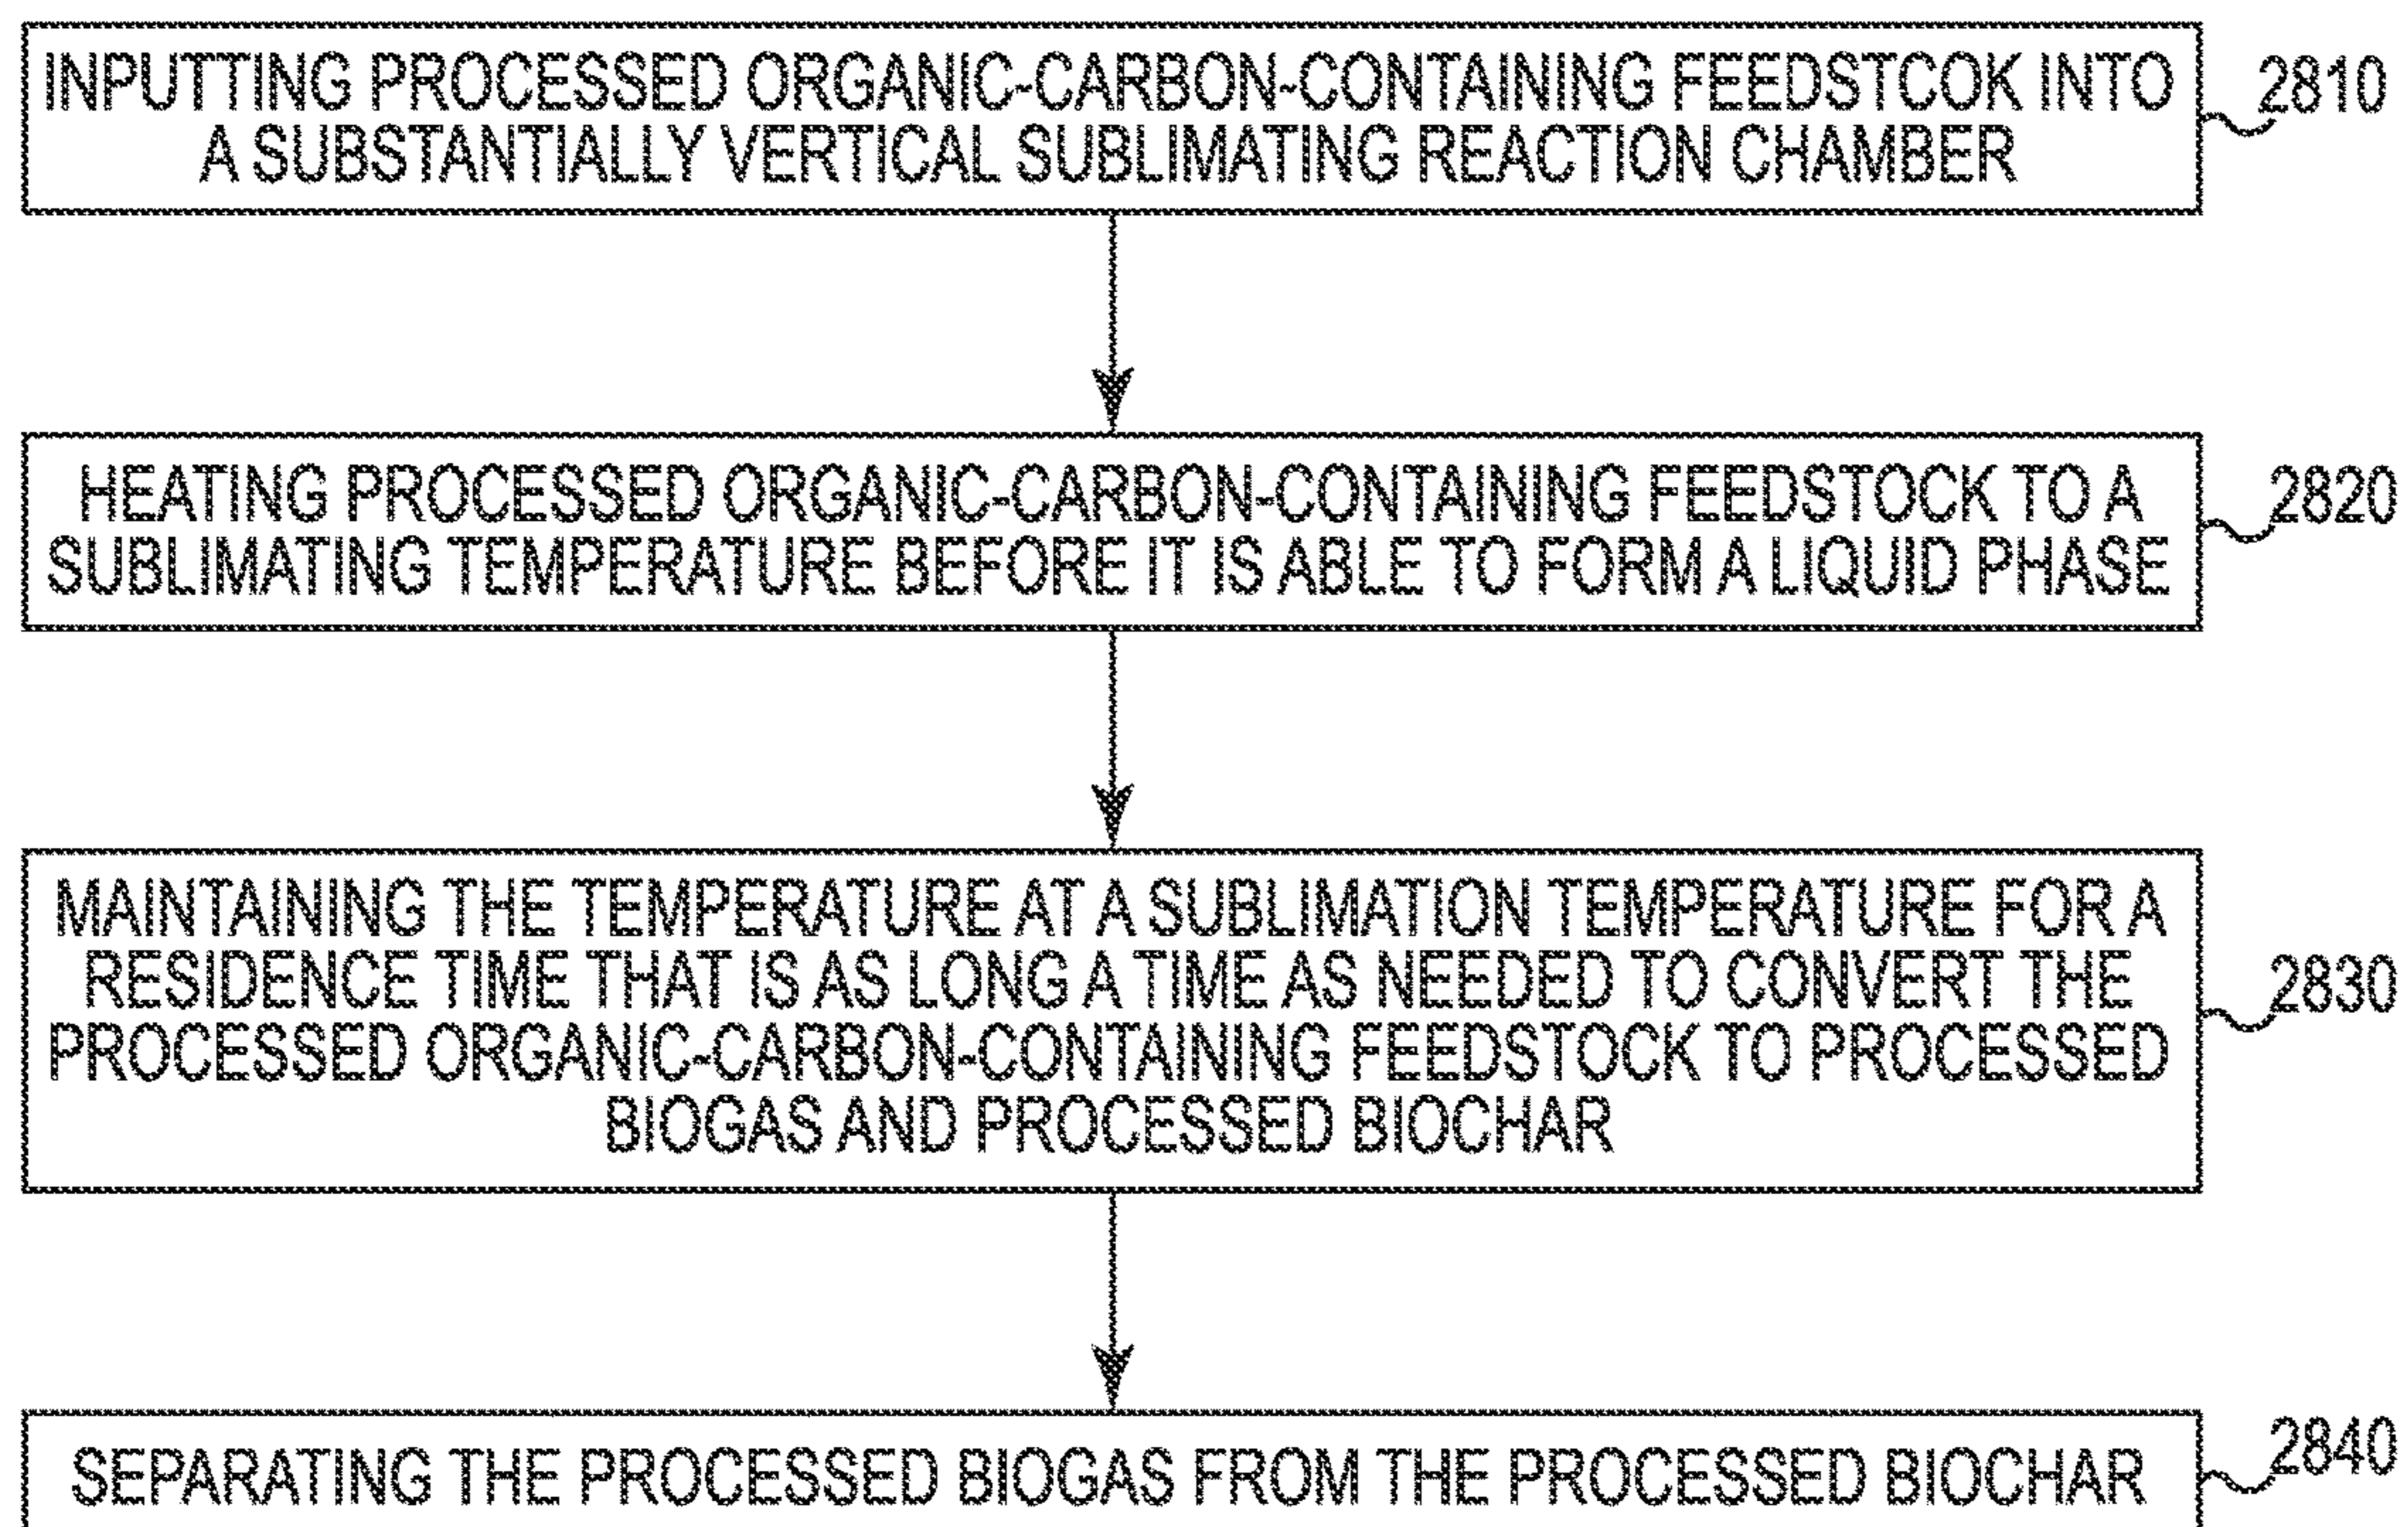 INPUTTING PROCESSED ORGANIC-CARBON-CONTAINING FEEDSTCOK INTO
A SUBSTANTIALLY VERTICAL SUBLIMATING REACTION CHAMBER
2810
HEATING PROCESSED ORGANIC-CARBON-CONTAINING FEEDSTOCK TO A
SUBLIMATING TEMPERATURE BEFORE IT IS ABLE TO FORM A LIQUID PHASE
2820
MAINTAINING THE TEMPERATURE AT A SUBLIMATION TEMPERATURE FOR A
RESIDENCE TIME THAT IS AS LONG A TIME AS NEEDED TO CONVERT THE
PROCESSED ORGANIC-CARBON-CONTAINING FEEDSTOCK TO PROCESSED
BIOGAS AND PROCESSED BIOCHAR
2830
SEPARATING THE PROCESSED BIOGAS FROM THE PROCESSED BIOCHAR
2840